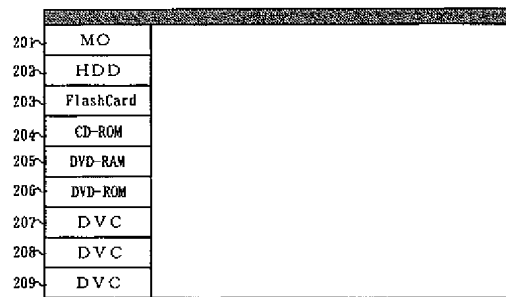 201 MO
202 HDD
203 FlashCard
204 CD-ROM
205 DVD-RAM
206 DVD-ROM
207 DVC
208 DVC
209 DVC